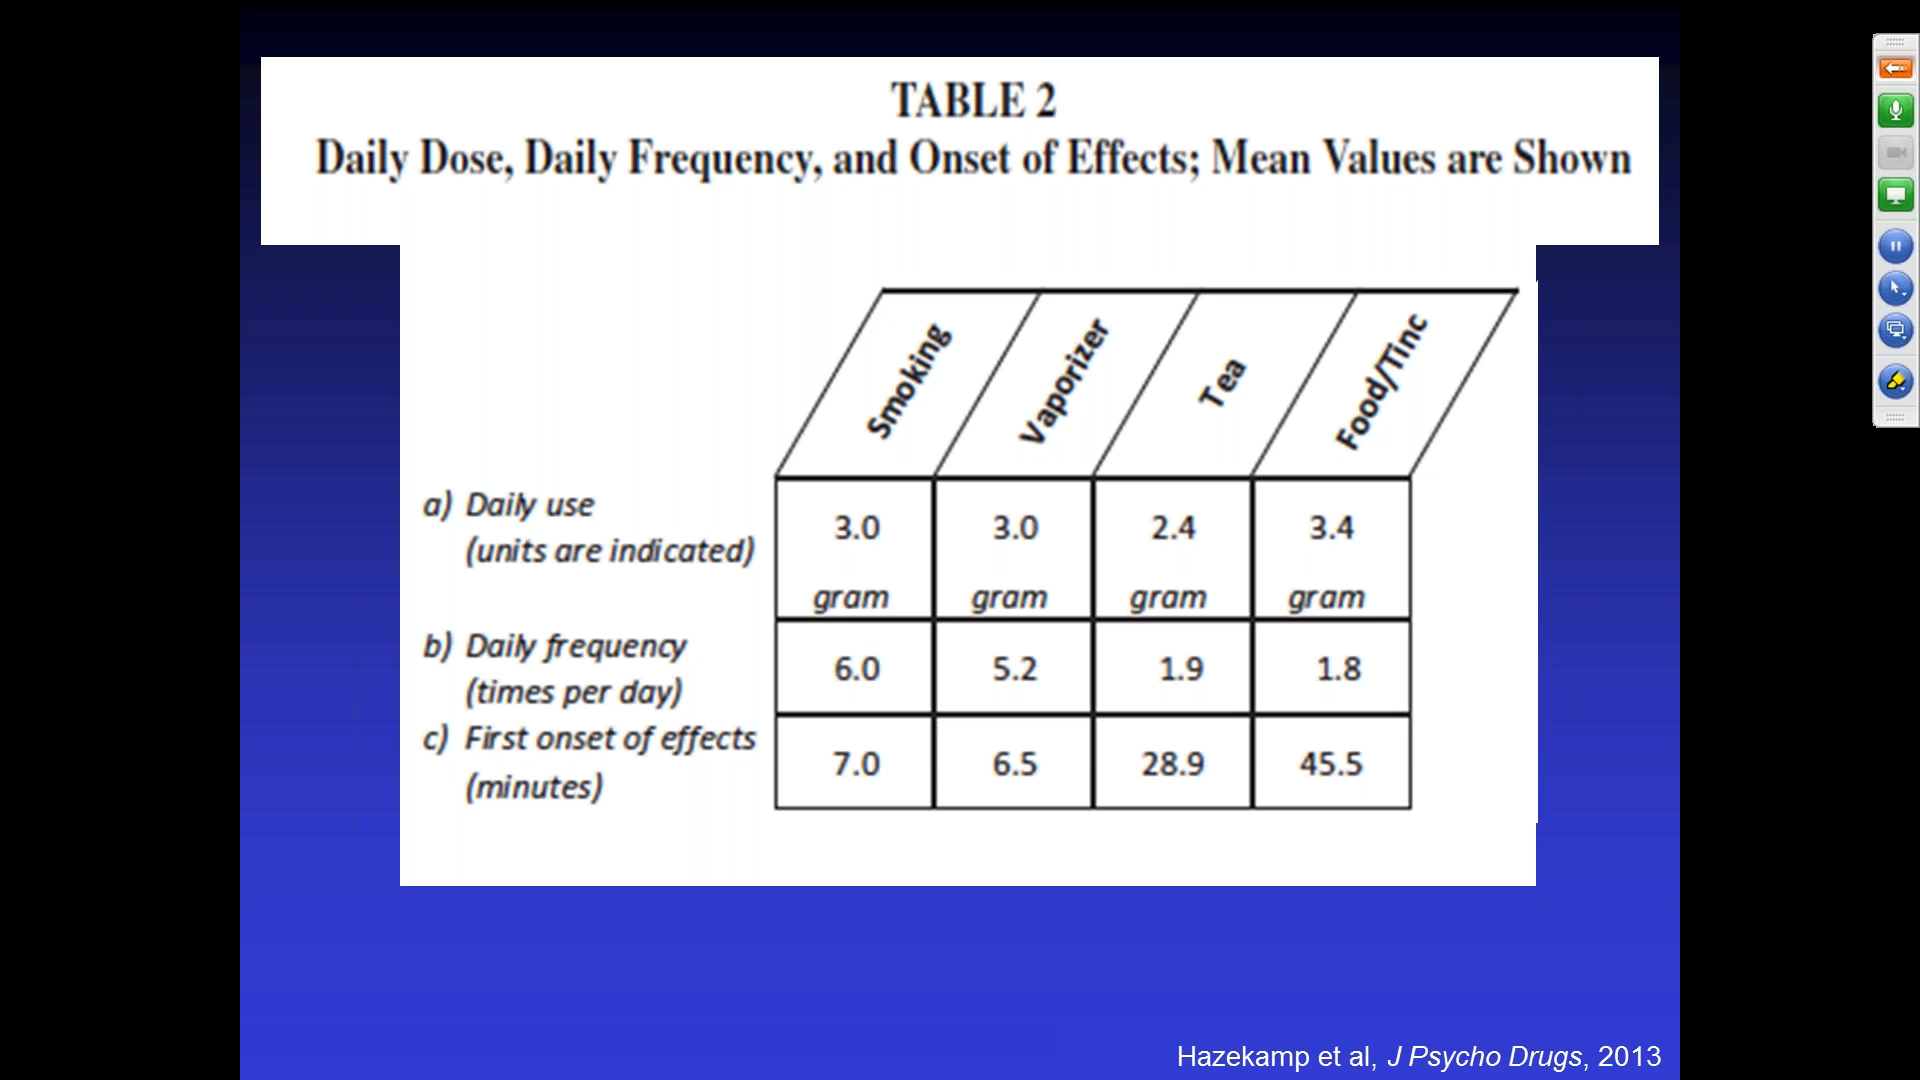 TABLE 2
Daily Dose, Daily Frequency, and Onset of Effects; Mean Values are Shown
Smoking Vaporizer Tea Food/Tinc
a) Daily use 3.0 3.0 2.4 3.4
(units are indicated) gram gram gram gram
b) Daily frequency 6.0 5.2 1.9 1.8
(times per day)
c) First onset of effects 7.0 6.5 28.9 45.5
(minutes)
Hazekamp et al, J Psycho Drugs, 2013